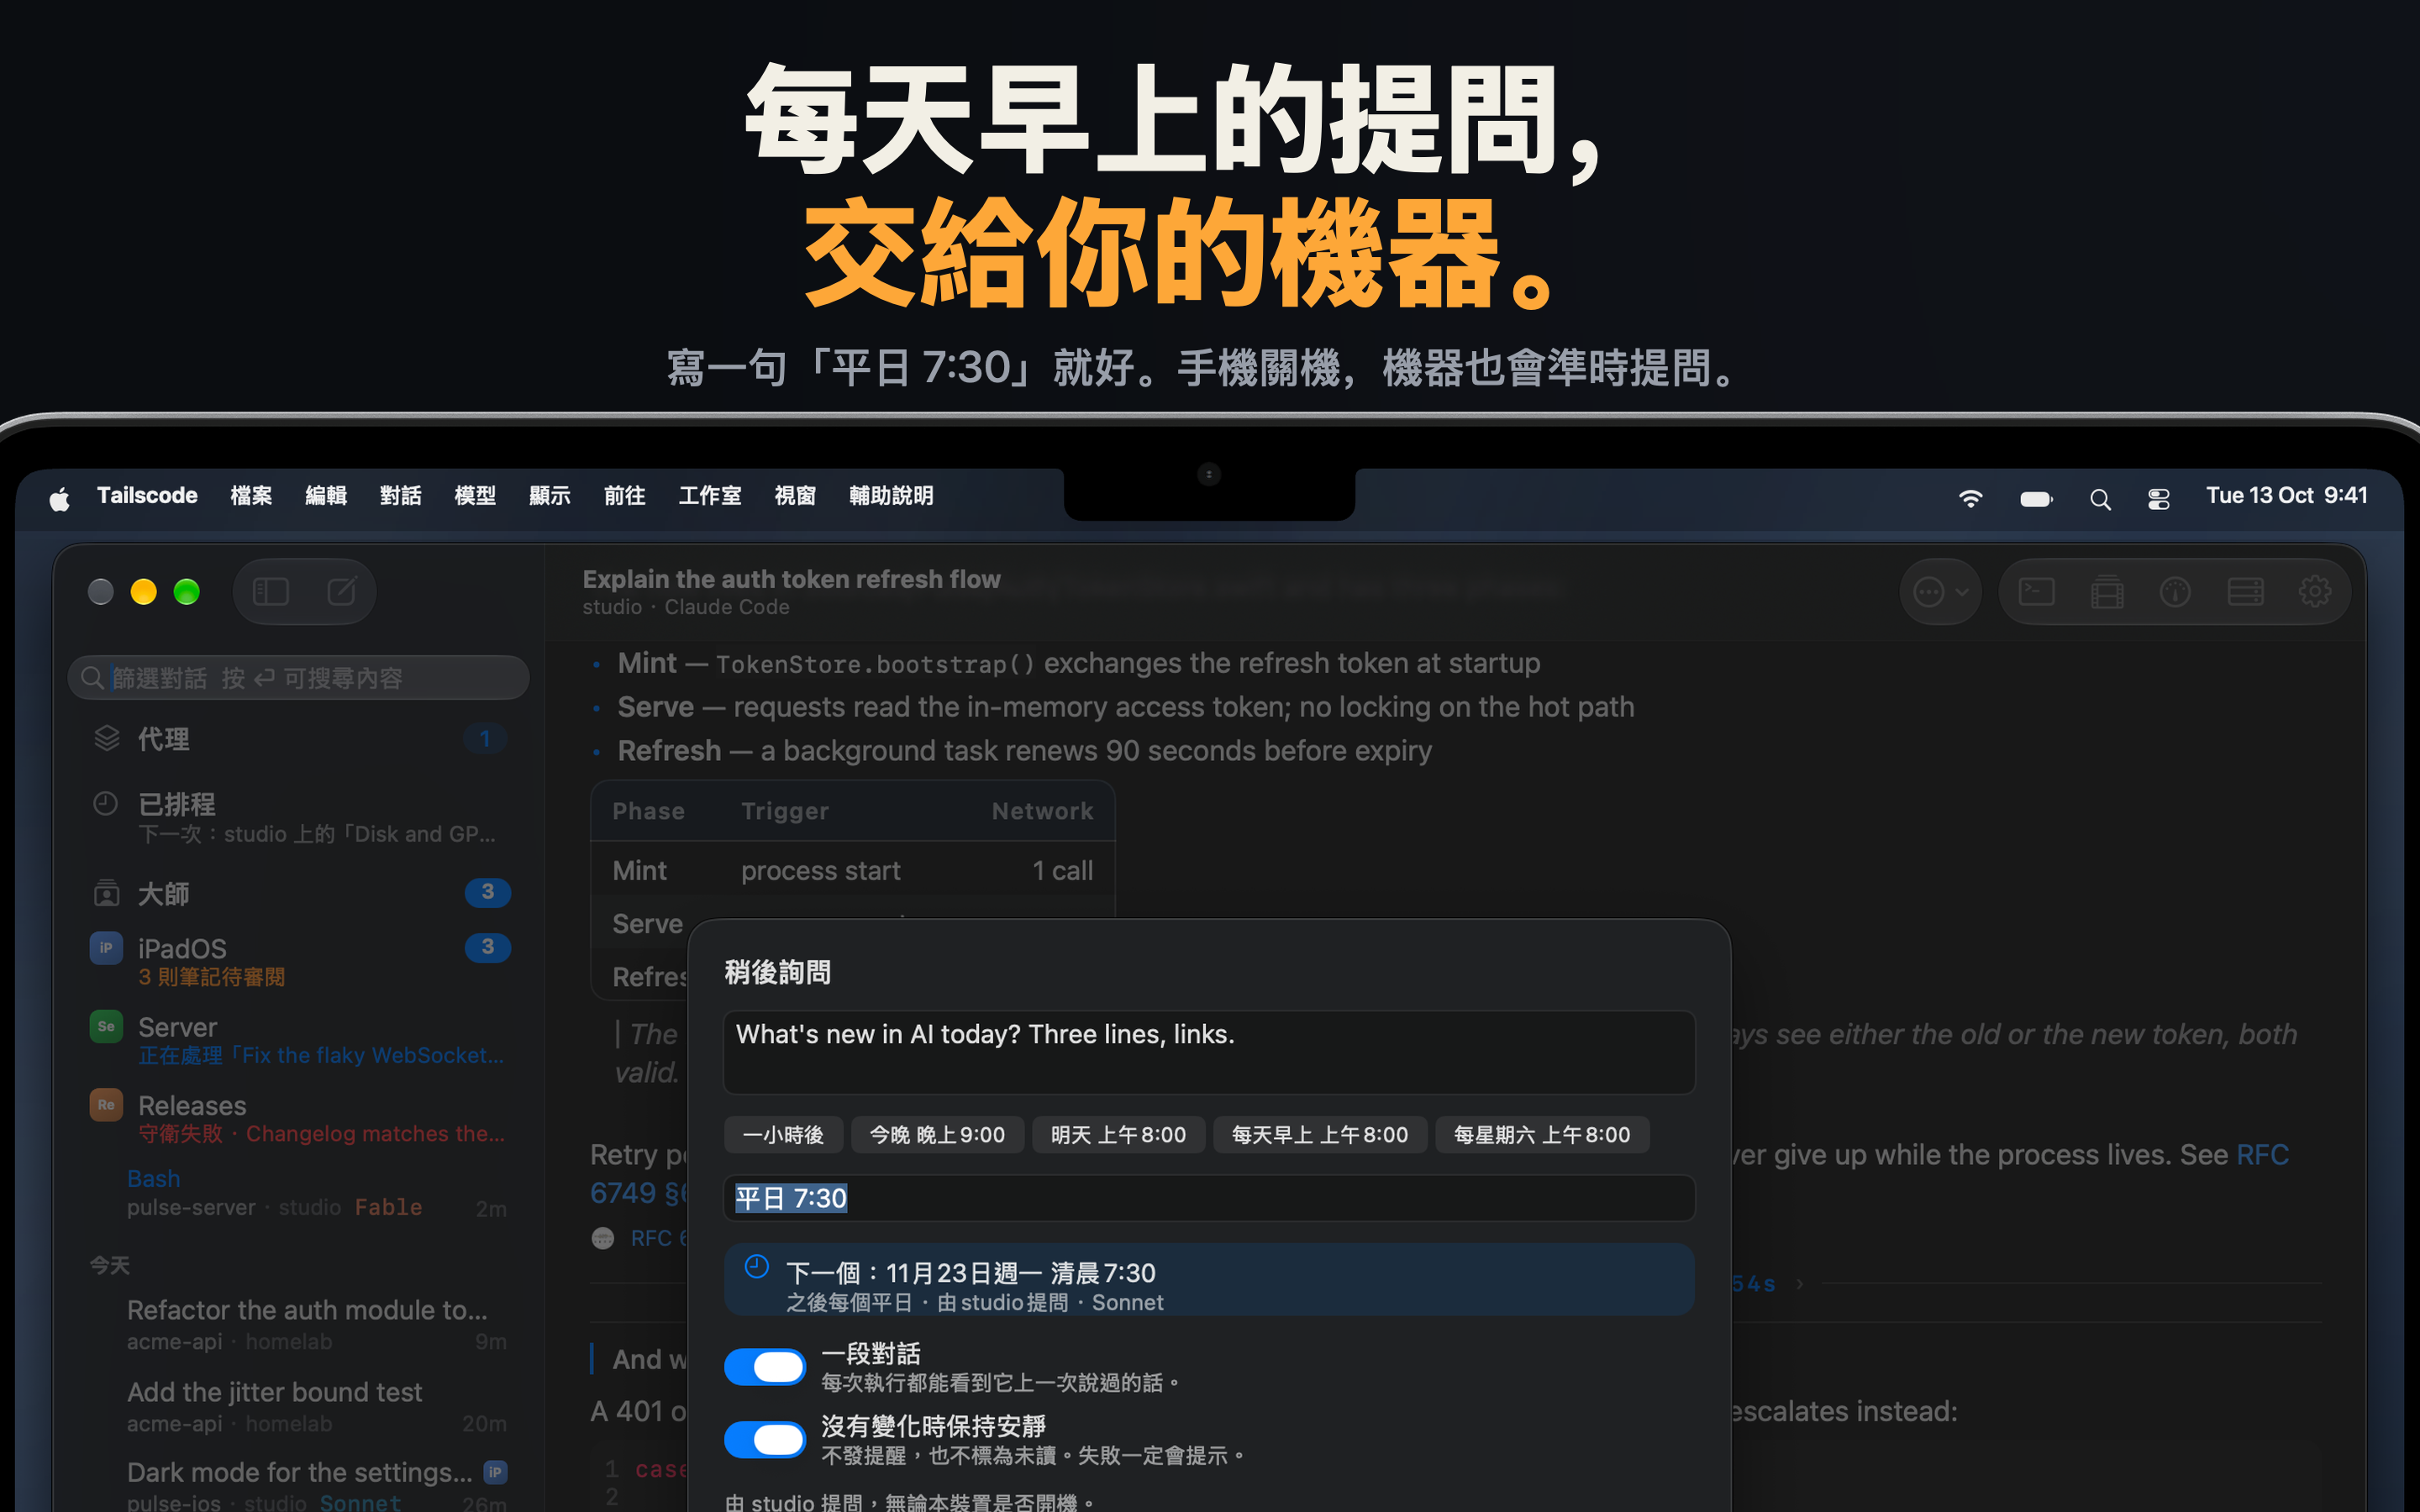 每天早上的提問，
交給你的機器。
寫一句「平日 7:30」就好。手機關機，機器也會準時提問。
Tailscode 檔案 編輯 對話 模型 顯示 前往 工作室 視窗 輔助說明
Tue 13 Oct 9:41
Explain the auth token refresh flow
studio · Claude Code
篩選對話 按 ↩ 可搜尋內容
代理 1
已排程
下一次：studio 上的「Disk and GP...
大師 3
iP iPadOS 3
3 則筆記待審閱
Se Server
正在處理「Fix the flaky WebSocket...
Re Releases
守衛失敗 · Changelog matches the...
Bash
pulse-server · studio Fable 2m
今天
Refactor the auth module to...
acme-api · homelab 9m
Add the jitter bound test
acme-api · homelab 20m
Dark mode for the settings... iP
pulse-ios · studio Sonnet 26m
• Mint — TokenStore.bootstrap() exchanges the refresh token at startup
• Serve — requests read the in-memory access token; no locking on the hot path
• Refresh — a background task renews 90 seconds before expiry
Phase Trigger Network
Mint process start 1 call
Serve
Refres
The
ays see either the old or the new token, both
valid.
Retry
ver give up while the process lives. See RFC
6749
RFC
54s ›
And w
A 401 o
escalates instead:
1 case
2
稍後詢問
What's new in AI today? Three lines, links.
一小時後 今晚 晚上9:00 明天 上午8:00 每天早上 上午8:00 每星期六 上午8:00
平日 7:30
下一個：11月23日週一 清晨7:30
之後每個平日 · 由studio提問 · Sonnet
一段對話
每次執行都能看到它上一次說過的話。
沒有變化時保持安靜
不發提醒，也不標為未讀。失敗一定會提示。
由 studio 提問，無論本裝置是否開機。